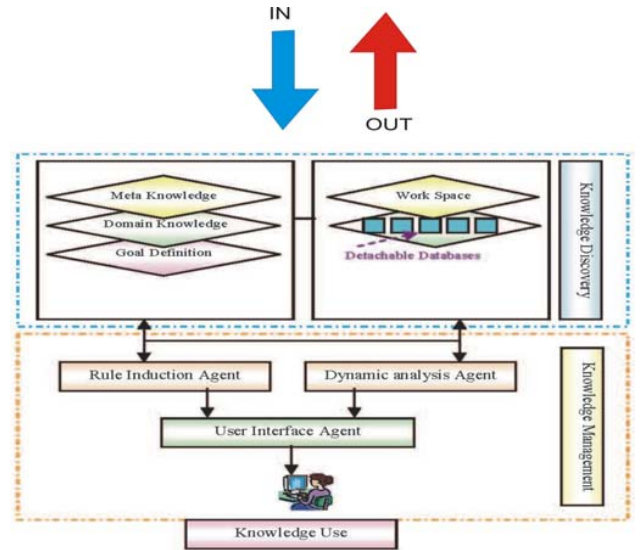 IN
OUT
Meta Knowledge
Domain Knowledge
Goal Definition
Work Space
Detachable Databases
Knowledge Discovery
Rule Induction Agent
Dynamic analysis Agent
User Interface Agent
Knowledge Management
Knowledge Use